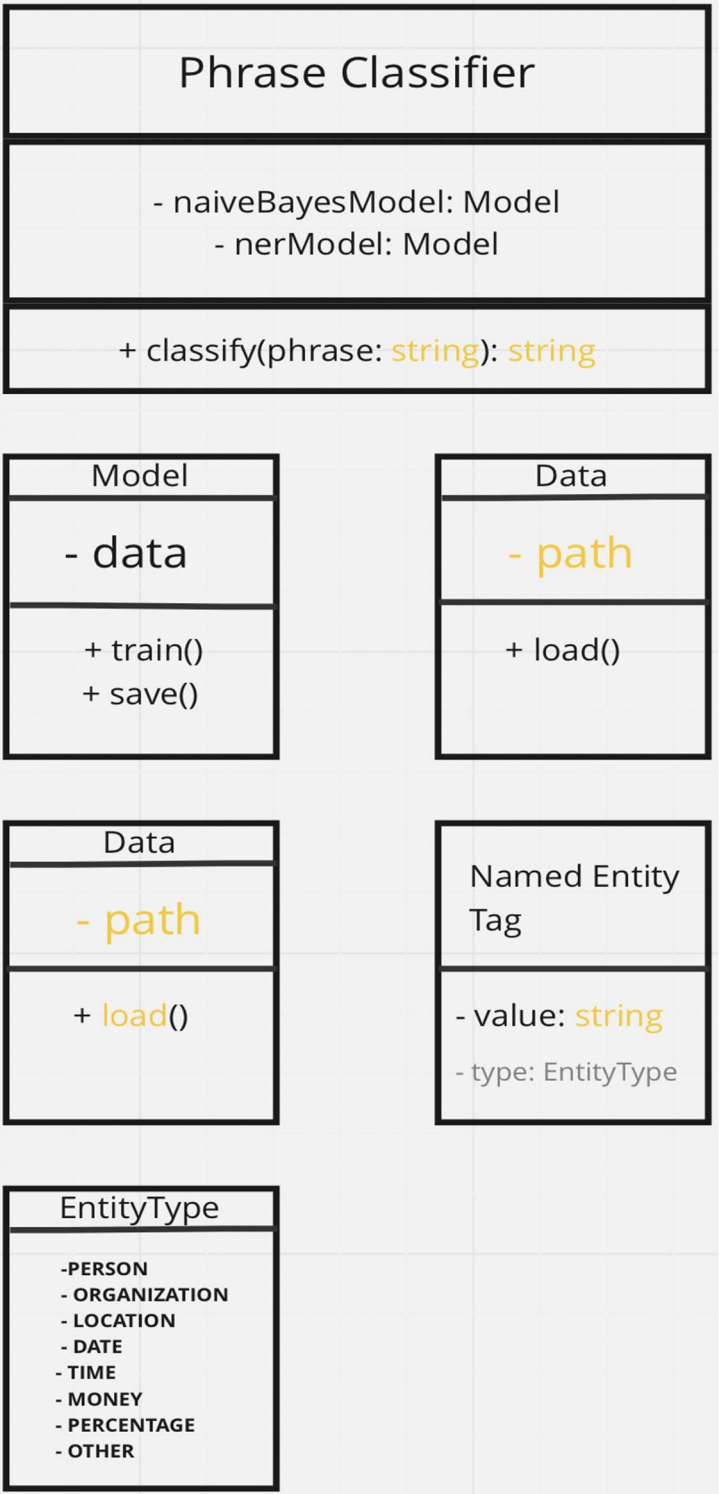 Phrase Classifier
- naiveBayesModel: Model
- nerModel: Model
+ classify(phrase: string): string
Model
- data
+ train()
+ save()
Data
- path
+ load()
Data
- path
+ load()
Named Entity
Tag
- value: string
- type: EntityType
EntityType
-PERSON
- ORGANIZATION
- LOCATION
- DATE
- TIME
- MONEY
- PERCENTAGE
- OTHER